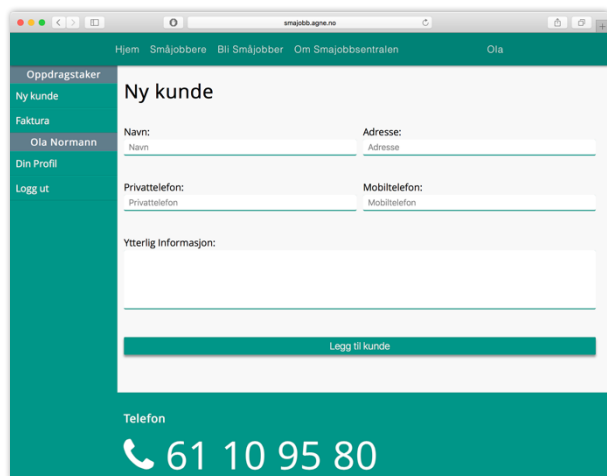 smajobb.agne.no
Hjem Småjobbere Bli Småjobber Om Smajobbsentralen Ola
Oppdragstaker
Ny kunde
Faktura
Ola Normann
Din Profil
Logg ut
Ny kunde
Navn: Adresse:
Navn Adresse
Privattelefon: Mobiltelefon:
Privattelefon Mobiltelefon
Ytterlig Informasjon:
Legg til kunde
Telefon
61 10 95 80